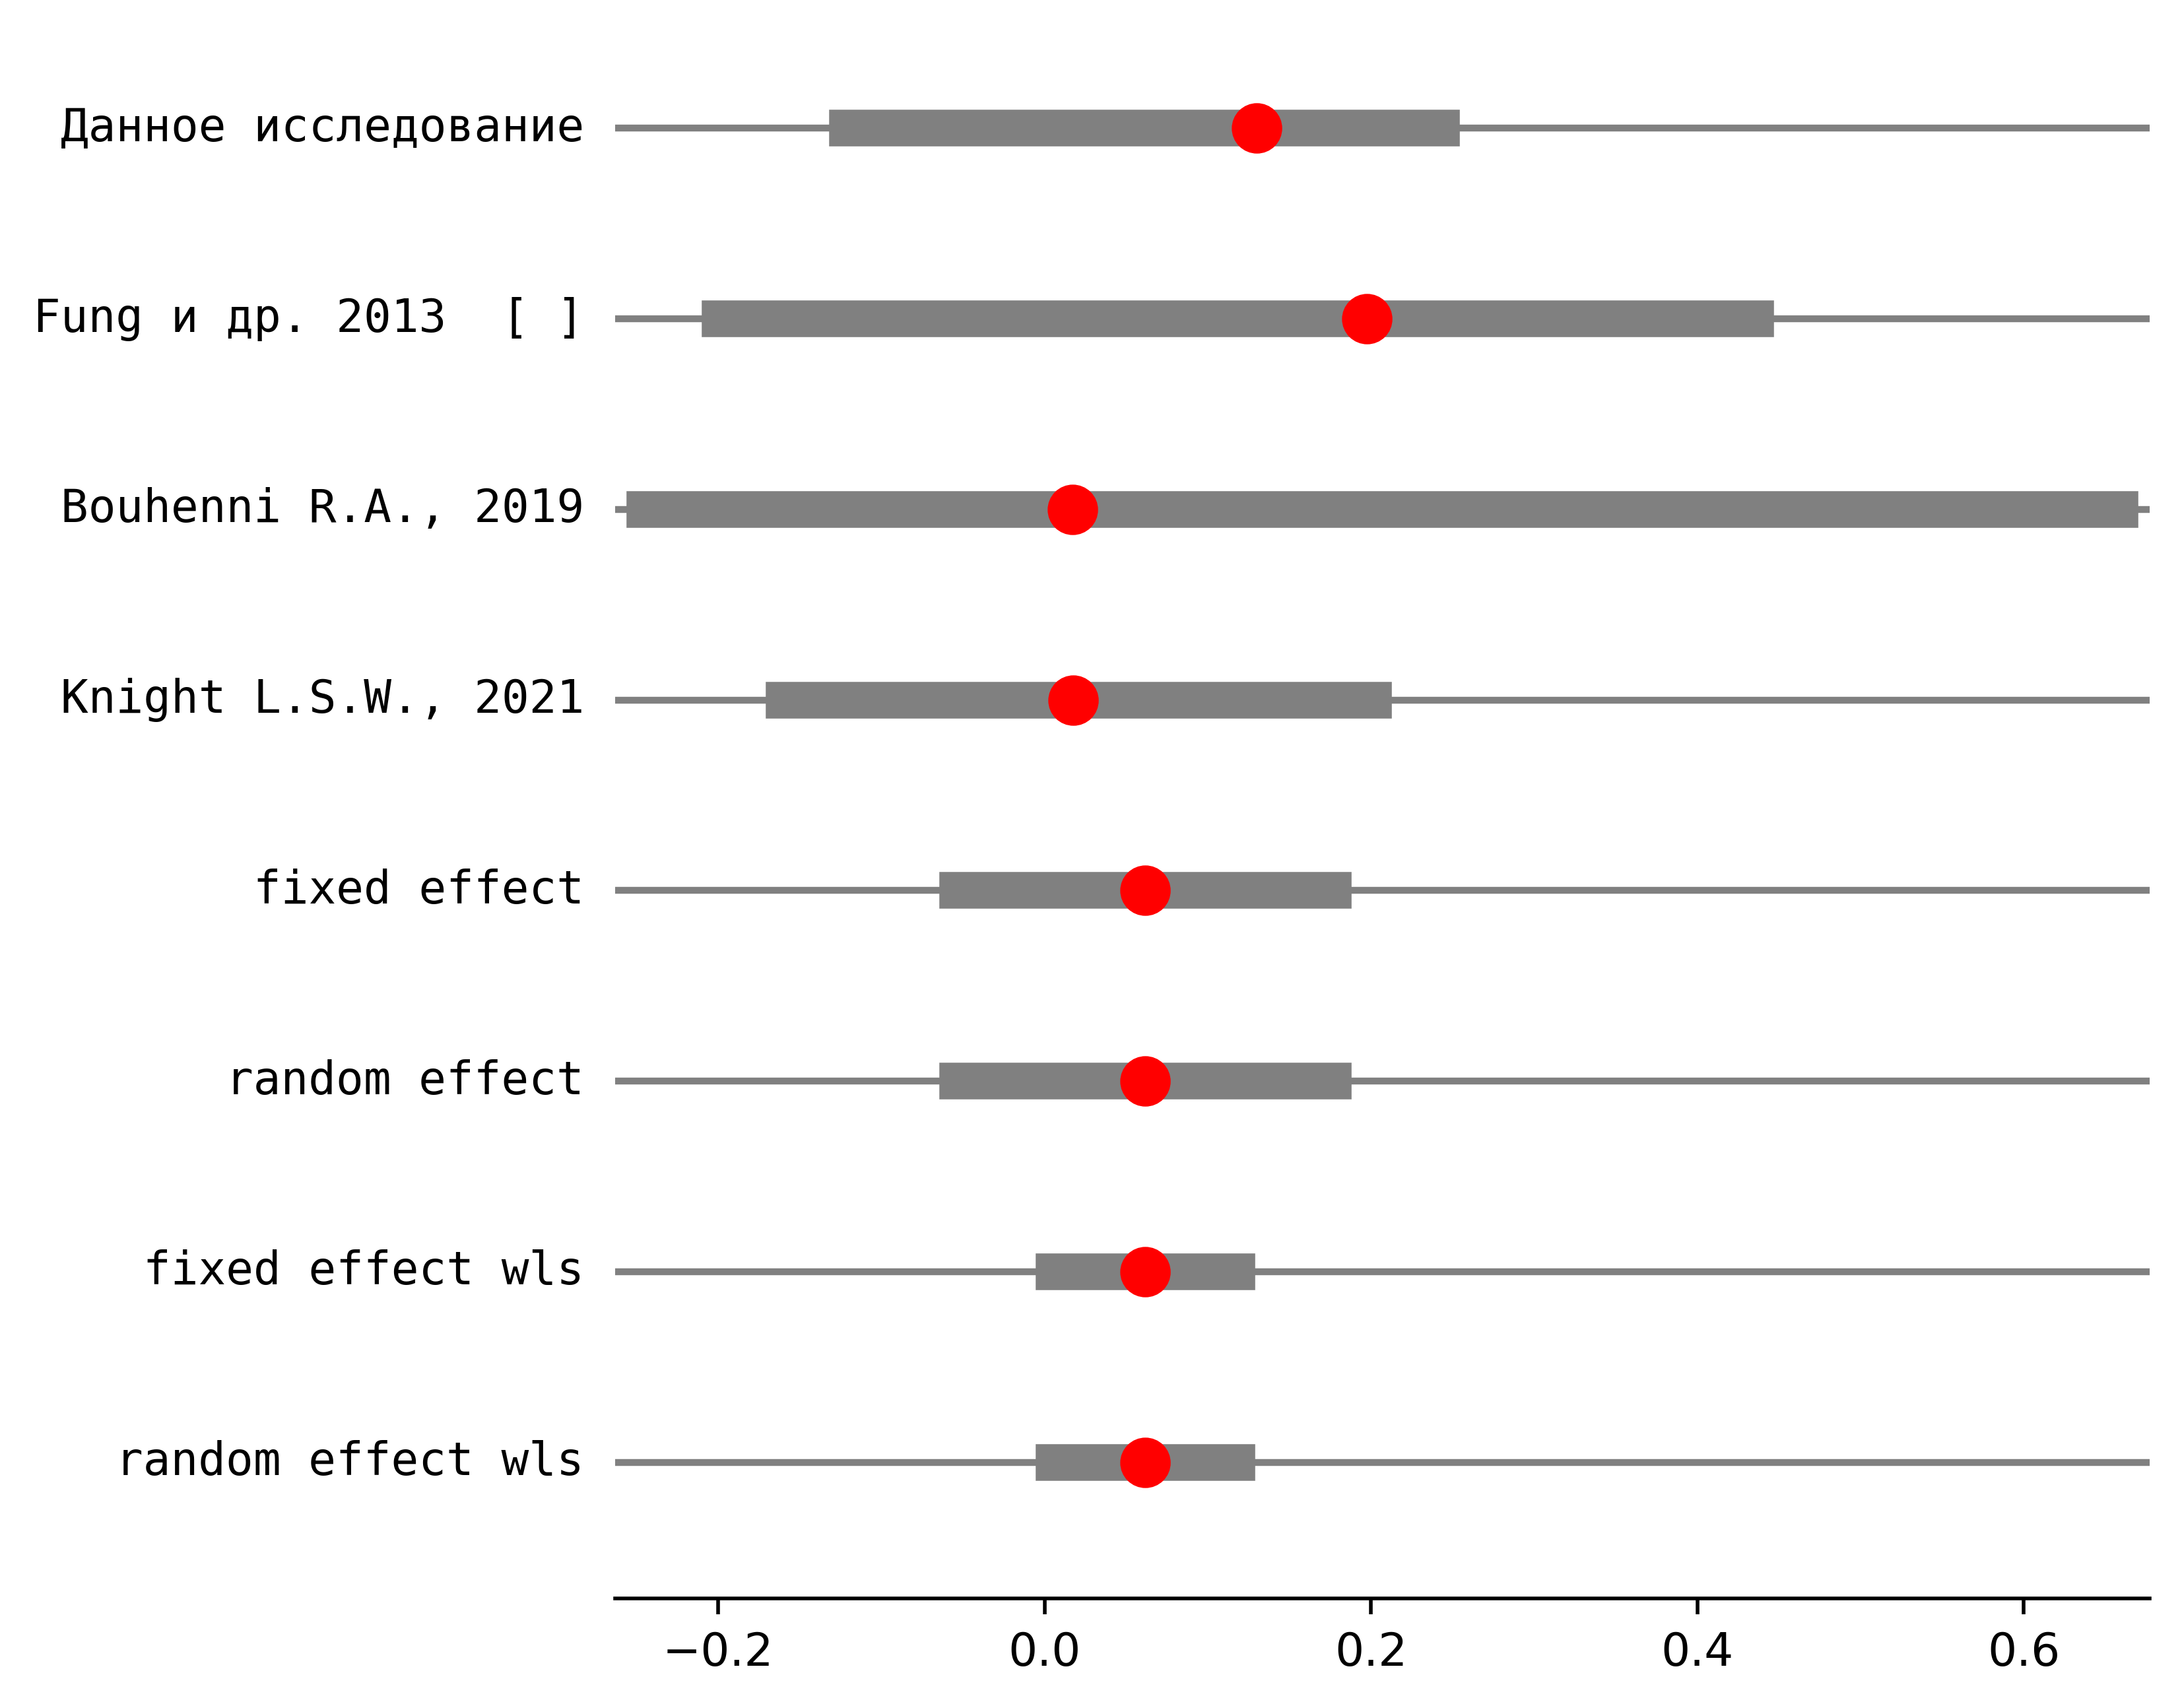 Данное исследование
Fung и др. 2013  [ ]
Bouhenni R.A., 2019
Knight L.S.W., 2021
fixed effect
random effect
fixed effect wls
random effect wls
−0.2 0.0 0.2 0.4 0.6